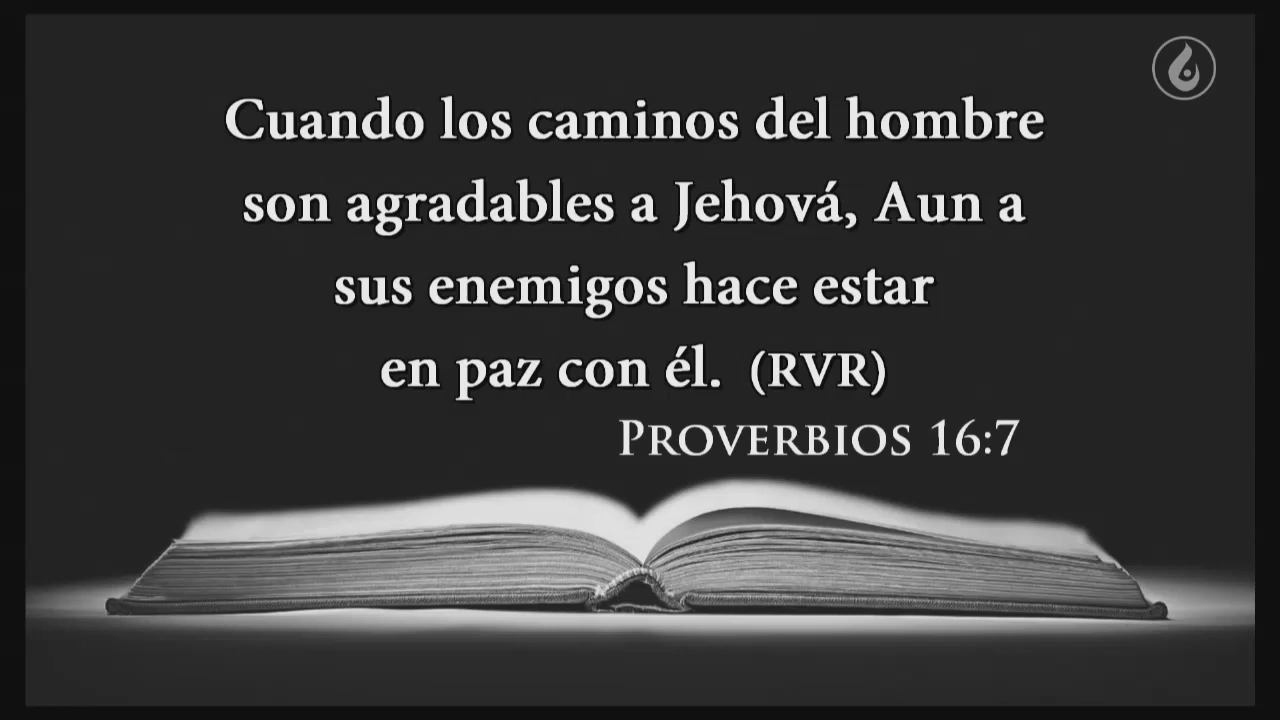 Cuando los caminos del hombre
son agradables a Jehová, Aun a
sus enemigos hace estar
en paz con él. (RVR)
Proverbios 16:7